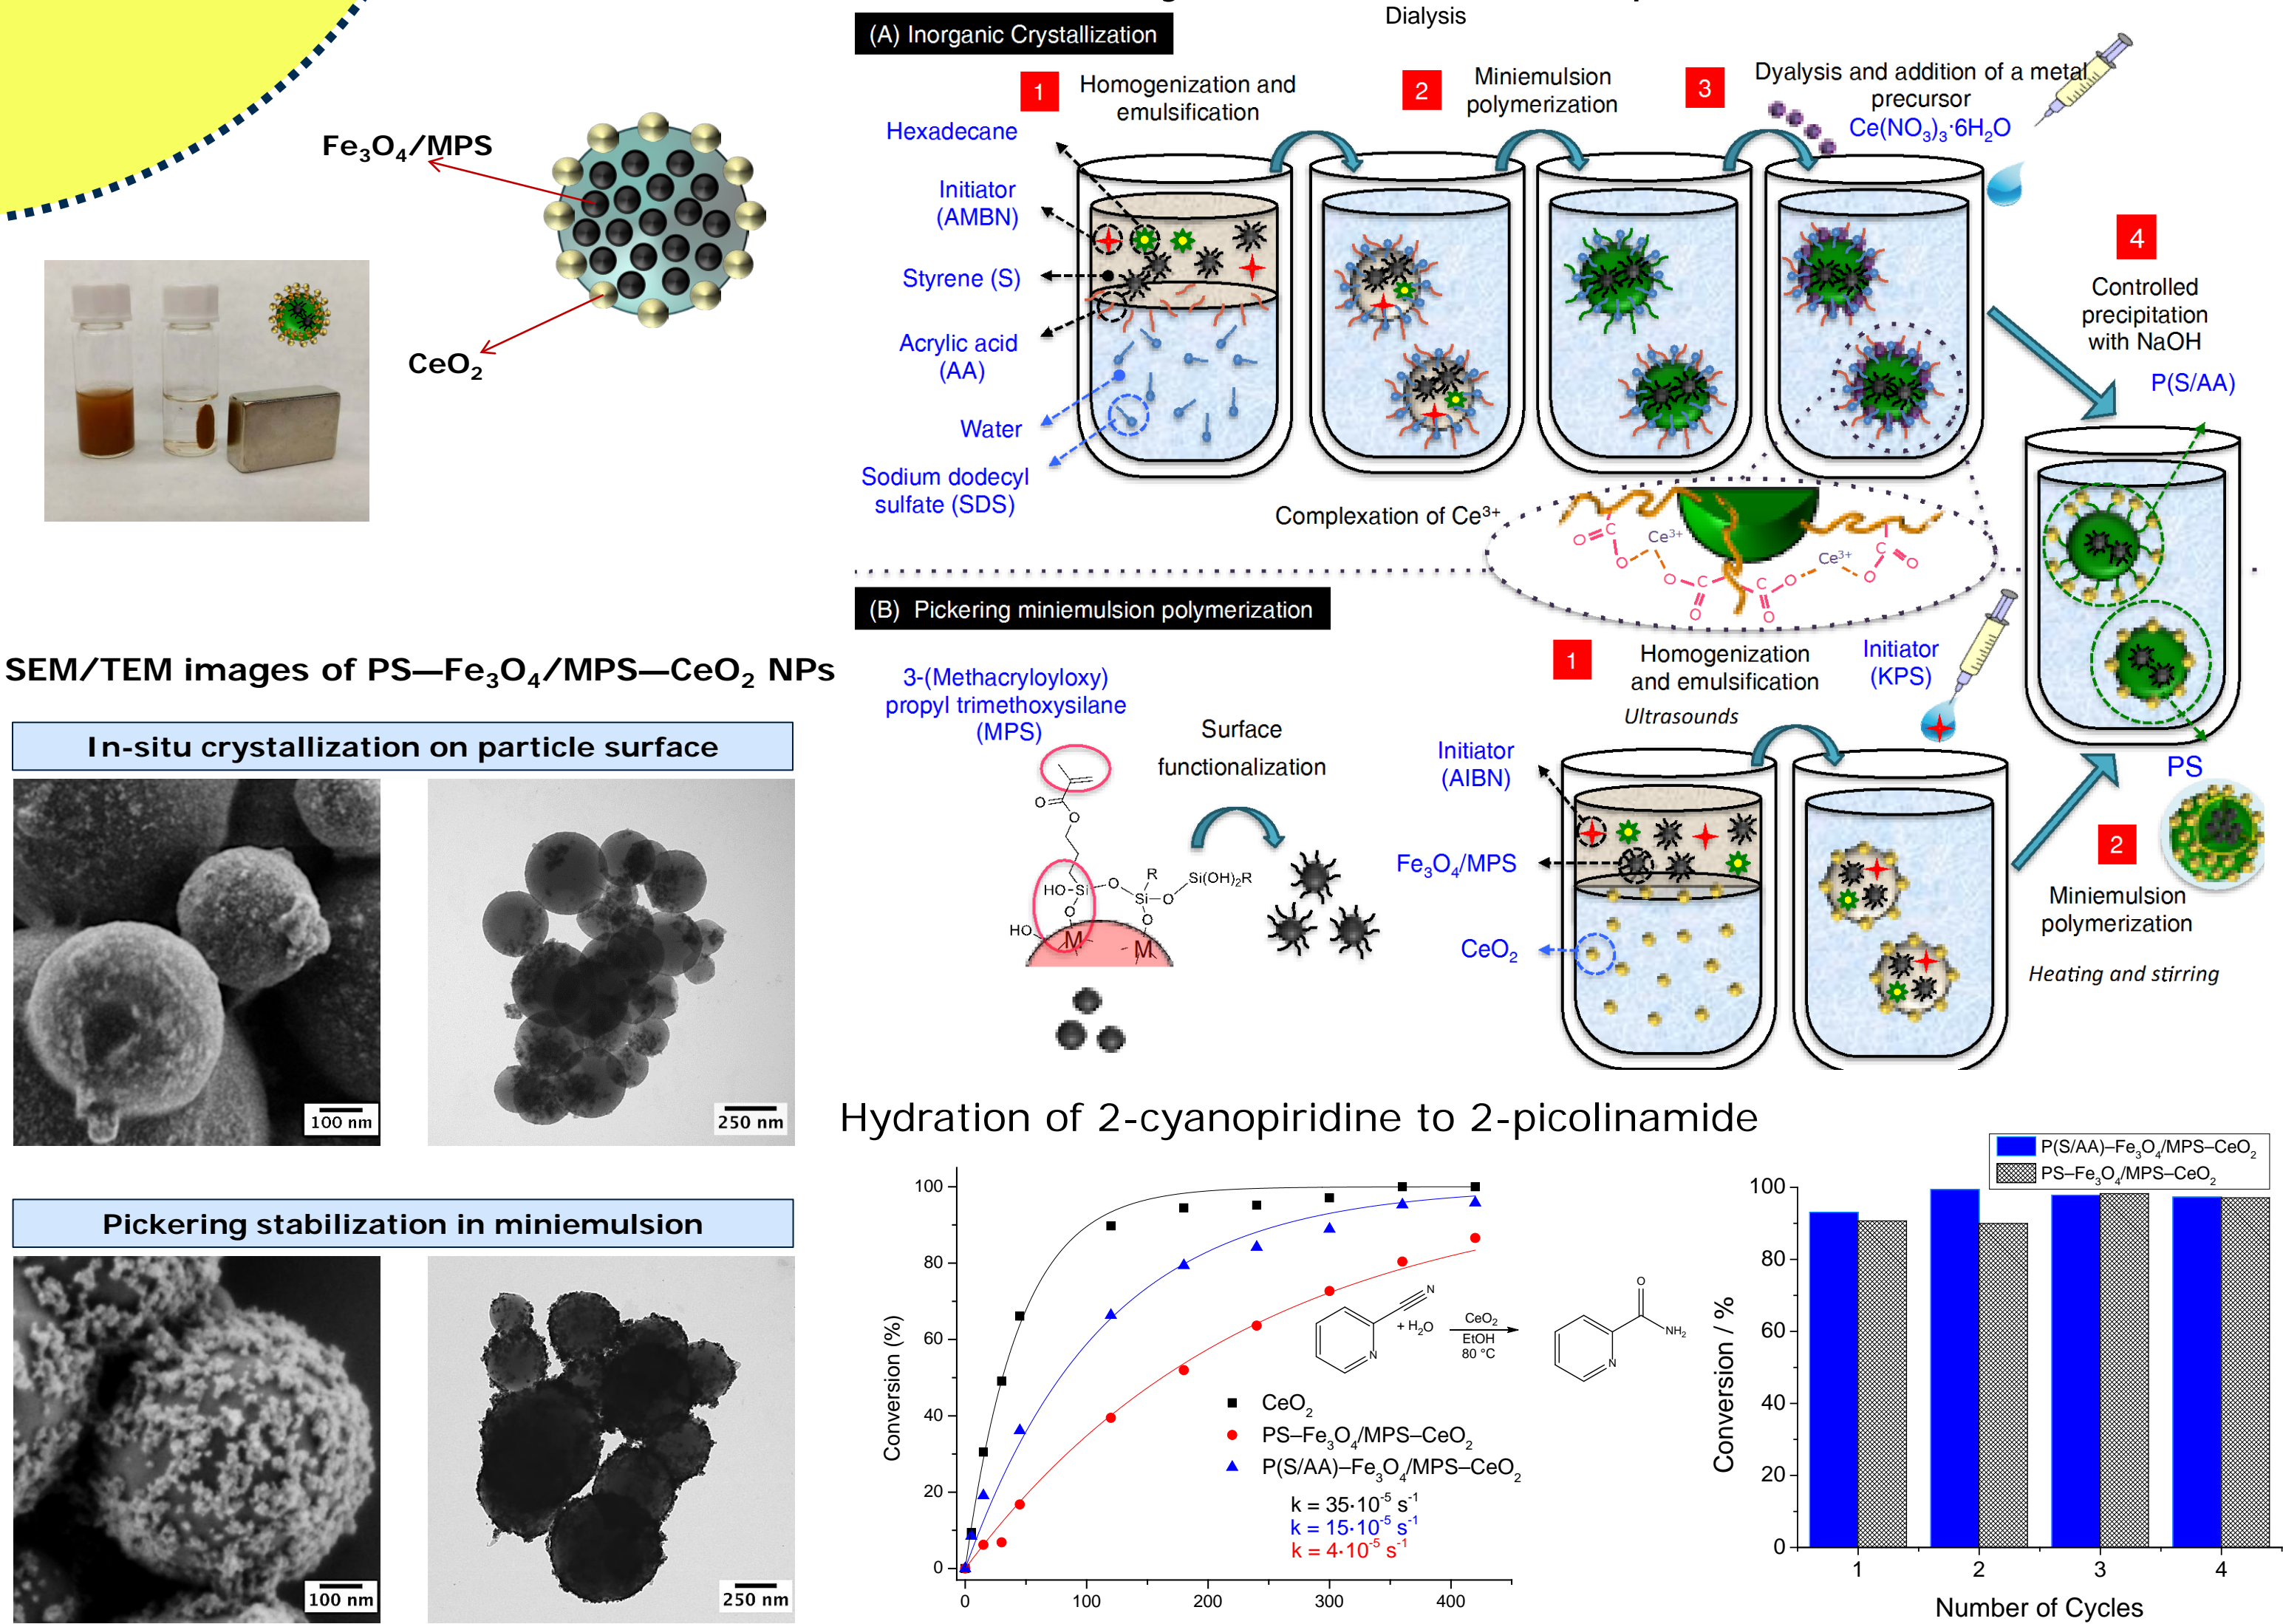 Dialysis
(A) Inorganic Crystallization
1
Homogenization and
emulsification
2
Miniemulsion
polymerization
3
Dyalysis and addition of a metal
precursor
Ce(NO₃)₃·6H₂O
Hexadecane
Initiator
(AMBN)
Styrene (S)
Acrylic acid
(AA)
Water
Sodium dodecyl
sulfate (SDS)
4
Controlled
precipitation
with NaOH
P(S/AA)
Complexation of Ce³⁺
C
O
O
Ce³⁺
O
C
O
C
O
O
Ce³⁺
O
C
O
Fe₃O₄/MPS
CeO₂
(B) Pickering miniemulsion polymerization
3-(Methacryloyloxy)
propyl trimethoxysilane
(MPS)
Surface
functionalization
O
O
HO-Si
O
R
Si
O
Si(OH)₂R
O
O
HO
M
M
1
Homogenization
and emulsification
Ultrasounds
Initiator
(KPS)
Initiator
(AIBN)
Fe₃O₄/MPS
CeO₂
PS
2
Miniemulsion
polymerization
Heating and stirring
SEM/TEM images of PS—Fe₃O₄/MPS—CeO₂ NPs
In-situ crystallization on particle surface
100 nm
250 nm
Pickering stabilization in miniemulsion
100 nm
250 nm
Hydration of 2-cyanopiridine to 2-picolinamide
Conversion (%)
100
80
60
40
20
0
0
100
200
300
400
N
N
+ H₂O
CeO₂
EtOH
80 °C
O
NH₂
N
CeO₂
PS–Fe₃O₄/MPS–CeO₂
P(S/AA)–Fe₃O₄/MPS–CeO₂
k = 35·10⁻⁵ s⁻¹
k = 15·10⁻⁵ s⁻¹
k = 4·10⁻⁵ s⁻¹
P(S/AA)–Fe₃O₄/MPS–CeO₂
PS–Fe₃O₄/MPS–CeO₂
Conversion / %
100
80
60
40
20
0
1
2
3
4
Number of Cycles